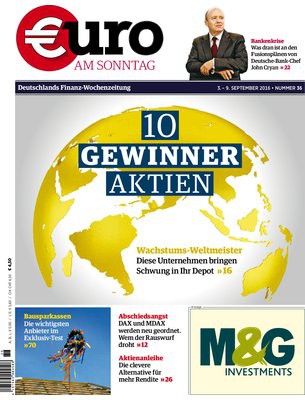 €uro
AM SONNTAG
Bankenkrise
Was dran ist an den
Fusionsplänen von
Deutsche-Bank-Chef
John Cryan »22
Deutschlands Finanz-Wochenzeitung
3. – 9. SEPTEMBER 2016 • NUMMER 36
10
GEWINNER
AKTIEN
Wachstums-Weltmeister
Diese Unternehmen bringen
Schwung in Ihr Depot »16
€ 4,50
Bausparkassen
Die wichtigsten
Anbieter im
Exklusiv-Test
»70
Abschiedsangst
DAX und MDAX
werden neu geordnet.
Wem der Rauswurf
droht »12
Aktienanleihe
Die clevere
Alternative für
mehr Rendite »26
M&G
INVESTMENTS
36